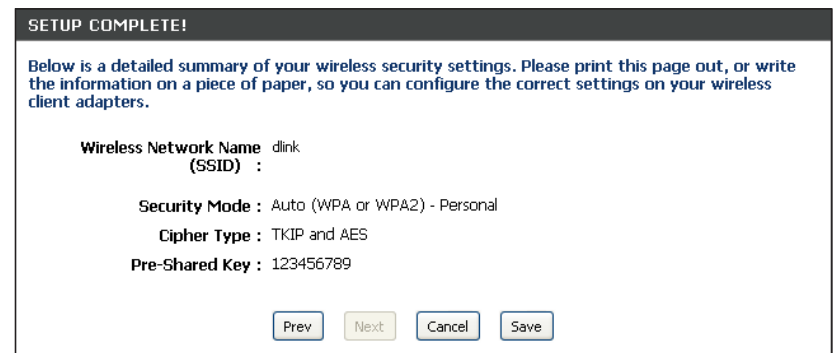 SETUP COMPLETE!
Below is a detailed summary of your wireless security settings. Please print this page out, or write
the information on a piece of paper, so you can configure the correct settings on your wireless
client adapters.
Wireless Network Name dlink
(SSID) :
Security Mode : Auto (WPA or WPA2) - Personal
Cipher Type : TKIP and AES
Pre-Shared Key : 123456789
Prev Next Cancel Save